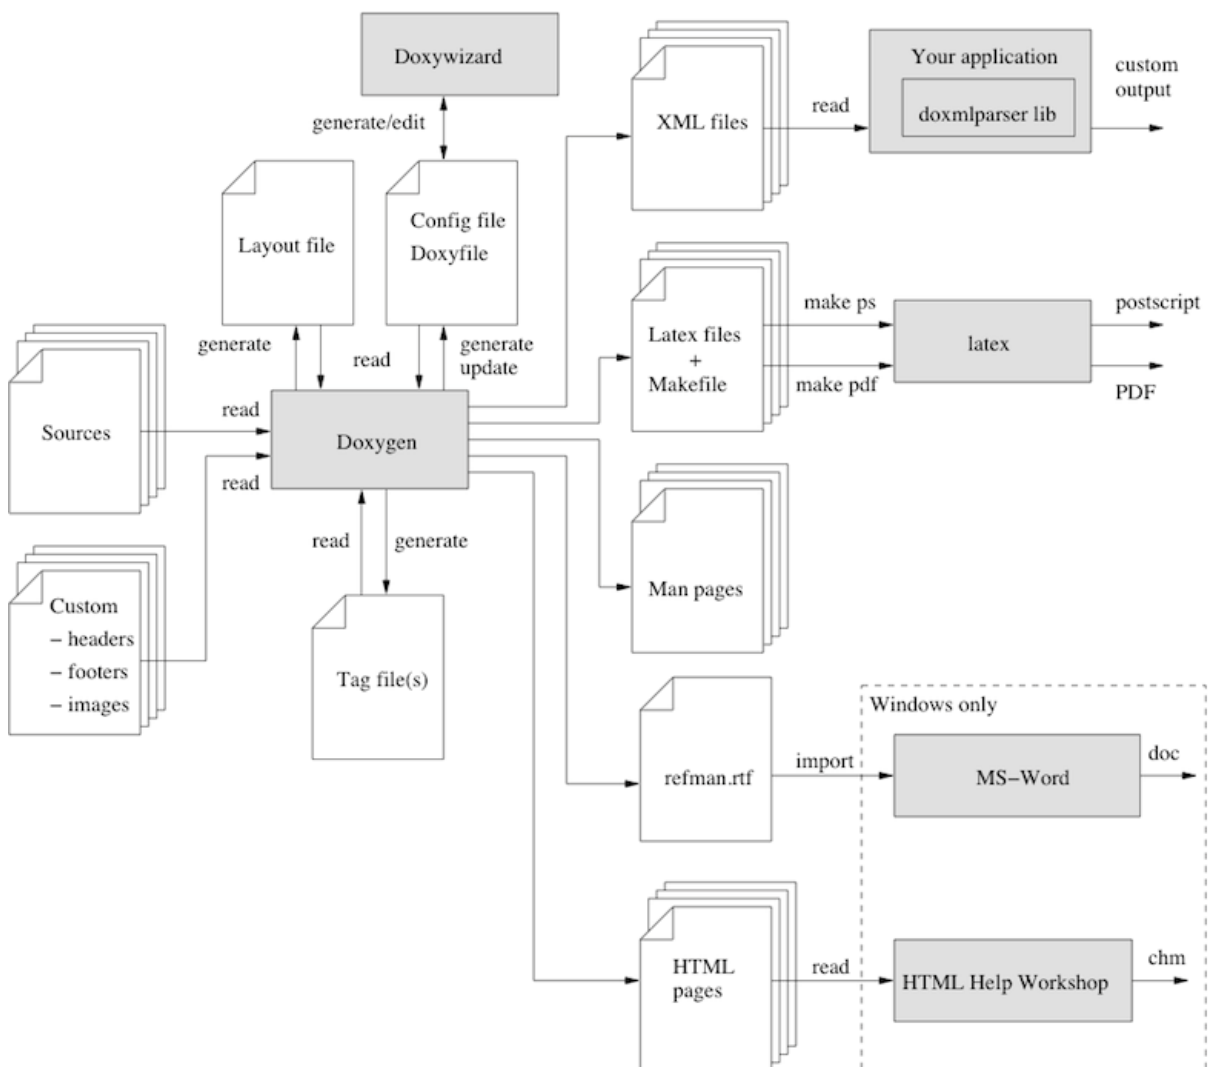 Doxywizard
generate/edit
Layout file
Config file
Doxyfile
generate
read
generate
update
Sources
read
Doxygen
read
Custom
– headers
– footers
– images
read
generate
Tag file(s)
XML files
read
Your application
doxmlparser lib
custom
output
Latex files
+
Makefile
make ps
make pdf
latex
postscript
PDF
Man pages
refman.rtf
import
Windows only
MS–Word
doc
HTML
pages
read
HTML Help Workshop
chm